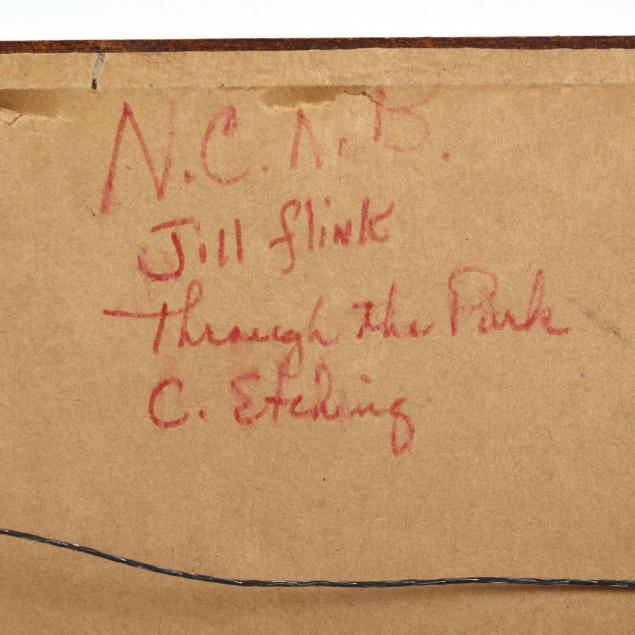 N.C.N.B.
Jill flink
Through the Park
C. Etching